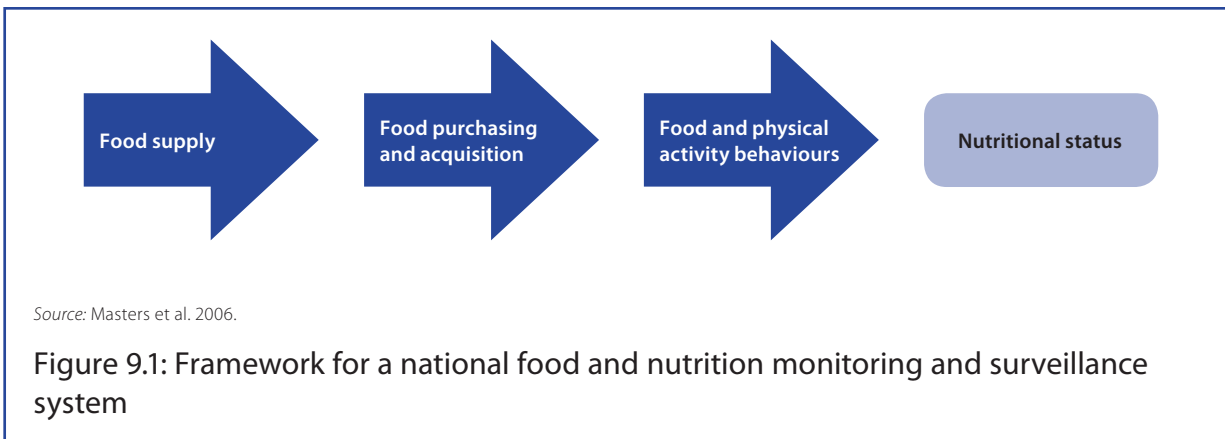 Food supply
Food purchasing
and acquisition
Food and physical
activity behaviours
Nutritional status
Source: Masters et al. 2006.
Figure 9.1: Framework for a national food and nutrition monitoring and surveillance
system